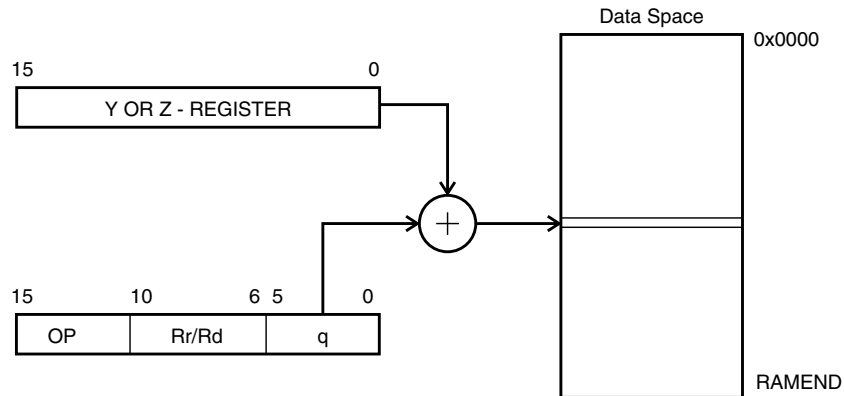 Data Space
0x0000
15 0
Y OR Z - REGISTER
15 10 6 5 0
OP Rr/Rd q
RAMEND